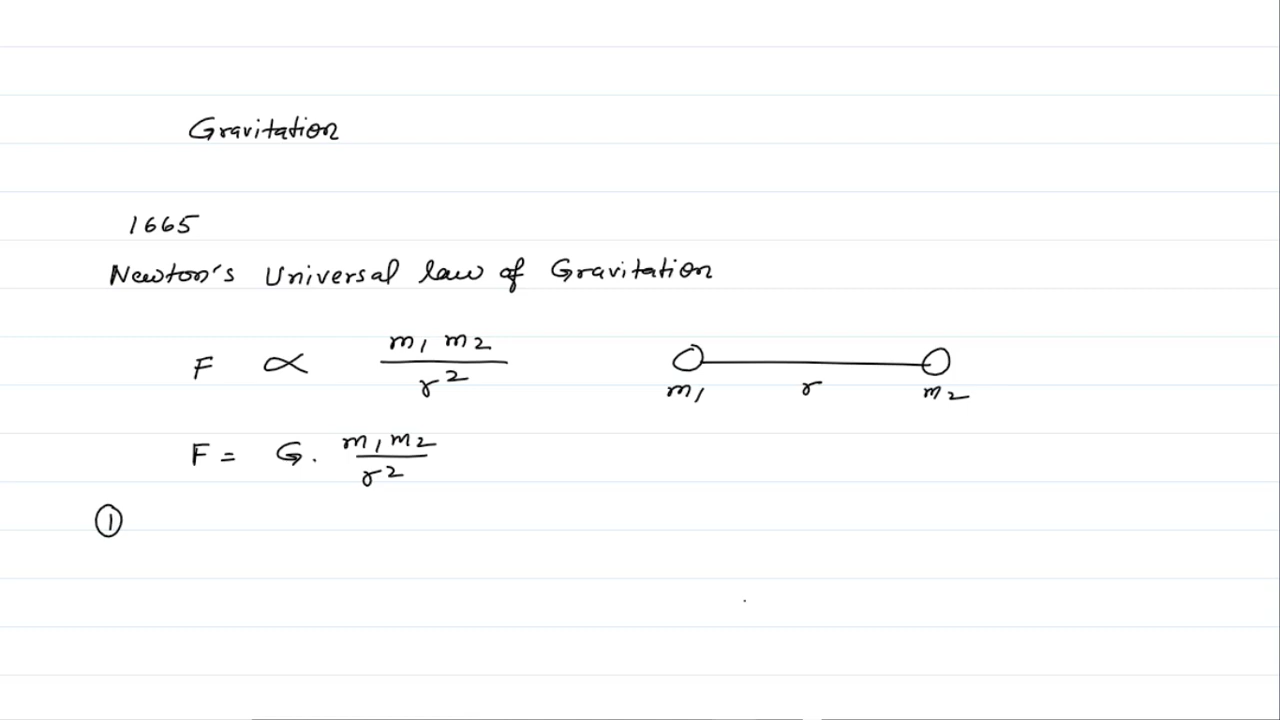 Gravitation
1665
Newton's Universal law of Gravitation
F ∝ m1 m2 / r2
m1 r m2
F = G. m1 m2 / r2
①